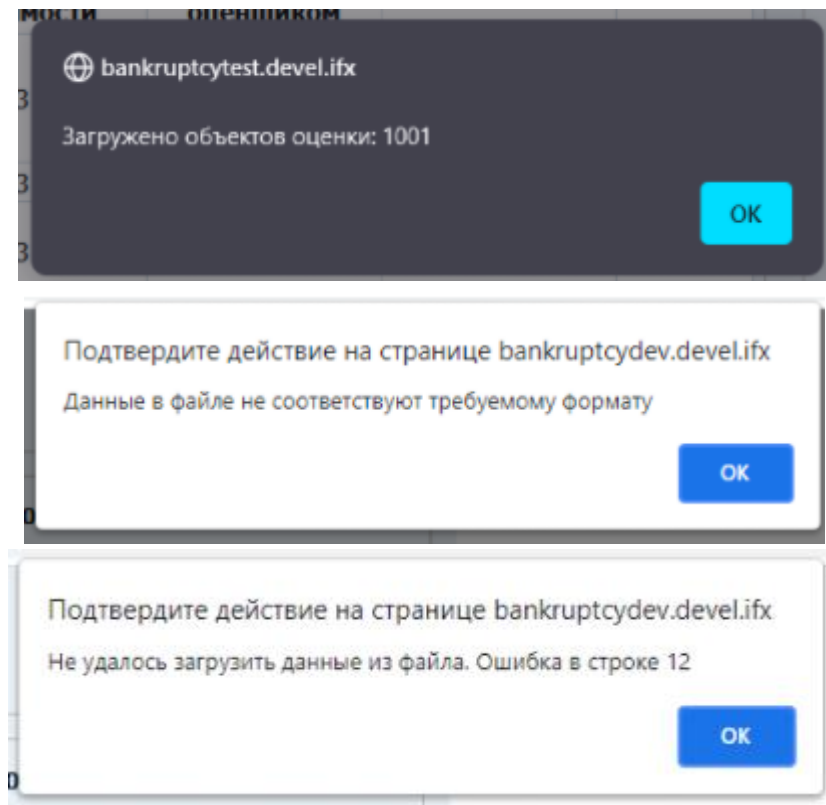 оценщиком
bankruptcytest.devel.ifx
Загружено объектов оценки: 1001
OK
Подтвердите действие на странице bankruptcydev.devel.ifx
Данные в файле не соответствуют требуемому формату
ОК
Подтвердите действие на странице bankruptcydev.devel.ifx
Не удалось загрузить данные из файла. Ошибка в строке 12
ОК